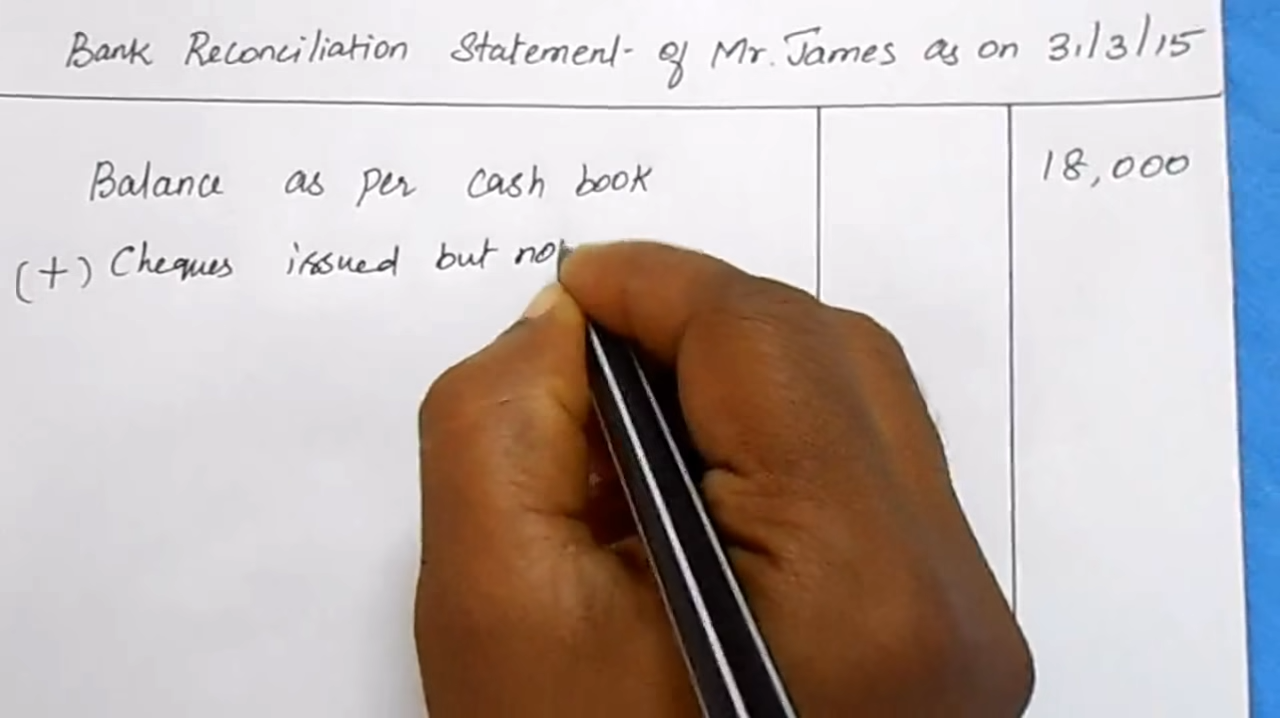 Bank Reconciliation Statement of Mr. James as on 31/3/15
Balance as per cash book 18,000
(+) Cheques issued but no